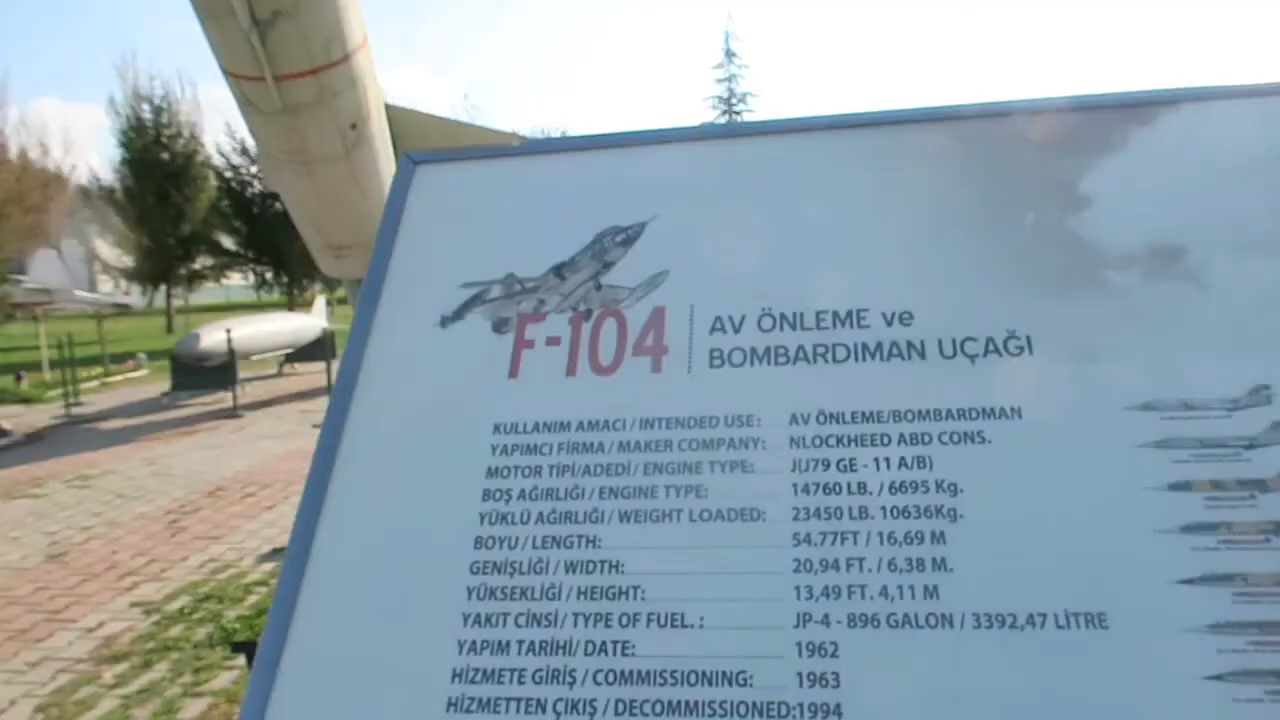 F-104
AV ÖNLEME ve
BOMBARDIMAN UÇAĞI
KULLANIM AMACI / INTENDED USE: AV ÖNLEME/BOMBARDMAN
YAPIMCI FİRMA / MAKER COMPANY: NLOCKHEED ABD CONS.
MOTOR TİPİ/ADEDİ / ENGINE TYPE: J(J79 GE - 11 A/B)
BOŞ AĞIRLIĞI / ENGINE TYPE: 14760 LB. / 6695 Kg.
YÜKLÜ AĞIRLIĞI / WEIGHT LOADED: 23450 LB. 10636Kg.
BOYU / LENGTH: 54.77FT / 16,69 M
GENİŞLİĞİ / WIDTH: 20,94 FT. / 6,38 M.
YÜKSEKLİĞİ / HEIGHT: 13,49 FT. 4,11 M
YAKIT CİNSI / TYPE OF FUEL. : JP-4 - 896 GALON / 3392,47 LİTRE
YAPIM TARİHİ/ DATE: 1962
HİZMETE GİRİŞ / COMMISSIONING: 1963
HİZMETTEN ÇIKIŞ / DECOMMISSIONED:1994